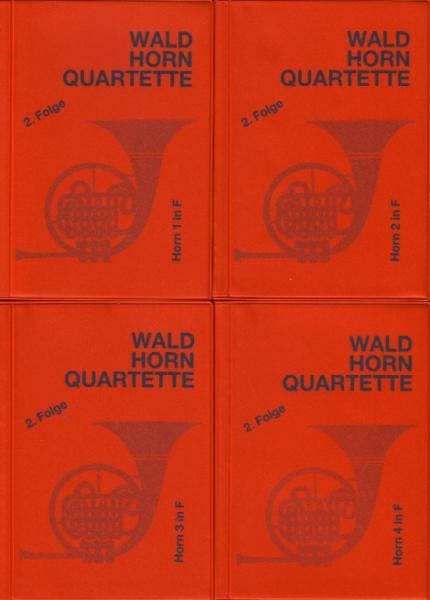 WALD
HORN
QUARTETTE
2. Folge
Horn 1 in F
WALD
HORN
QUARTETTE
2. Folge
Horn 2 in F
WALD
HORN
QUARTETTE
2. Folge
Horn 3 in F
WALD
HORN
QUARTETTE
2. Folge
Horn 4 in F